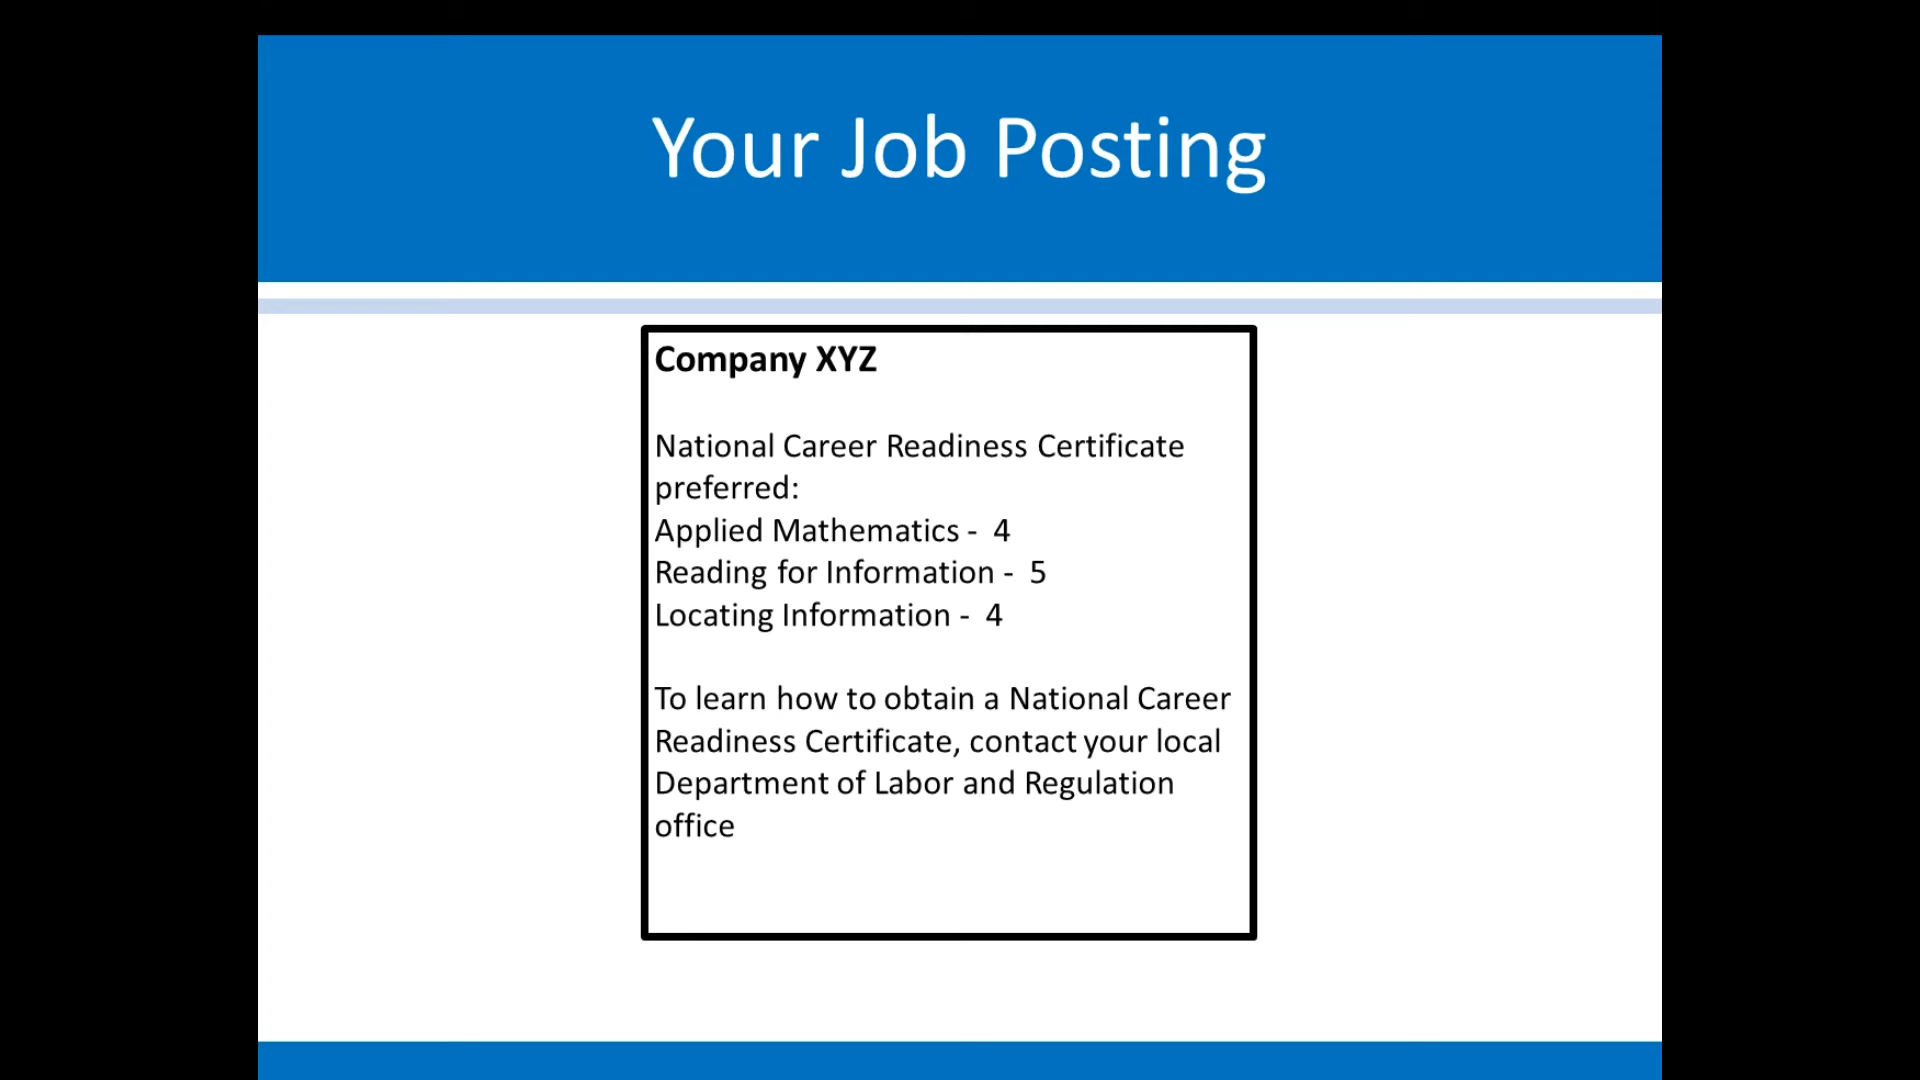 Your Job Posting
Company XYZ
National Career Readiness Certificate
preferred:
Applied Mathematics - 4
Reading for Information - 5
Locating Information - 4
To learn how to obtain a National Career
Readiness Certificate, contact your local
Department of Labor and Regulation
office